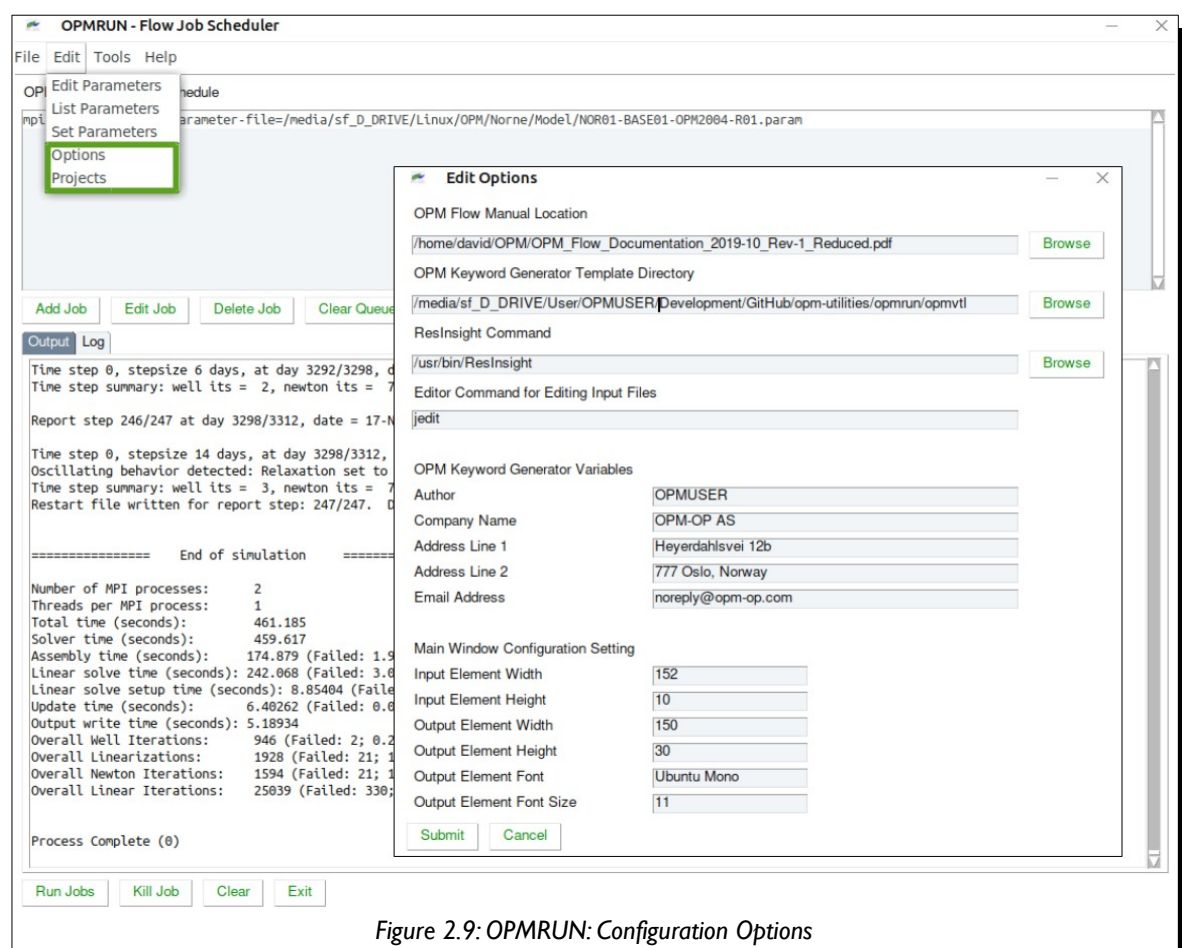 OPMRUN - Flow Job Scheduler
File Edit Tools Help
Edit Parameters
List Parameters
Set Parameters
Options
Projects
OP
hedule
mpi
arameter-file=/media/sf_D_DRIVE/Linux/OPM/Norne/Model/NOR01-BASE01-OPM2004-R01.param
Add Job Edit Job Delete Job Clear Queue
Output Log
Time step 0, stepsize 6 days, at day 3292/3298, d
Time step summary: well its = 2, newton its = 7
Report step 246/247 at day 3298/3312, date = 17-N
Time step 0, stepsize 14 days, at day 3298/3312,
Oscillating behavior detected: Relaxation set to
Time step summary: well its = 3, newton its = 7
Restart file written for report step: 247/247. D
================ End of simulation =======
Number of MPI processes: 2
Threads per MPI process: 1
Total time (seconds): 461.185
Solver time (seconds): 459.617
Assembly time (seconds): 174.879 (Failed: 1.9
Linear solve time (seconds): 242.068 (Failed: 3.0
Linear solve setup time (seconds): 8.85404 (Faile
Update time (seconds): 6.40262 (Failed: 0.0
Output write time (seconds): 5.18934
Overall Well Iterations: 946 (Failed: 2; 0.2
Overall Linearizations: 1928 (Failed: 21; 1
Overall Newton Iterations: 1594 (Failed: 21; 1
Overall Linear Iterations: 25039 (Failed: 330;
Process Complete (0)
Run Jobs Kill Job Clear Exit
Edit Options
OPM Flow Manual Location
/home/david/OPM/OPM_Flow_Documentation_2019-10_Rev-1_Reduced.pdf Browse
OPM Keyword Generator Template Directory
/media/sf_D_DRIVE/User/OPMUSER/Development/GitHub/opm-utilities/opmrun/opmvtl Browse
ResInsight Command
/usr/bin/ResInsight Browse
Editor Command for Editing Input Files
jedit
OPM Keyword Generator Variables
Author OPMUSER
Company Name OPM-OP AS
Address Line 1 Heyerdahlsvei 12b
Address Line 2 777 Oslo, Norway
Email Address noreply@opm-op.com
Main Window Configuration Setting
Input Element Width 152
Input Element Height 10
Output Element Width 150
Output Element Height 30
Output Element Font Ubuntu Mono
Output Element Font Size 11
Submit Cancel
Figure 2.9: OPMRUN: Configuration Options